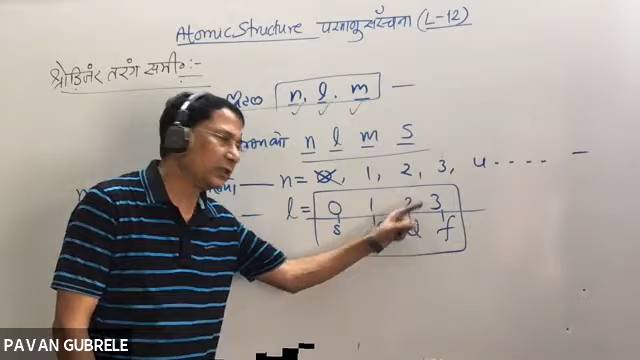 Atomic Structure परमाणु संरचना (L-12)
श्रोडिंजर तरंग समी०:-
n, l, m —
n l m s
— n = 0, 1, 2, 3, 4 .... —
— l = 0 1 2 3
s d f
PAVAN GUBRELE